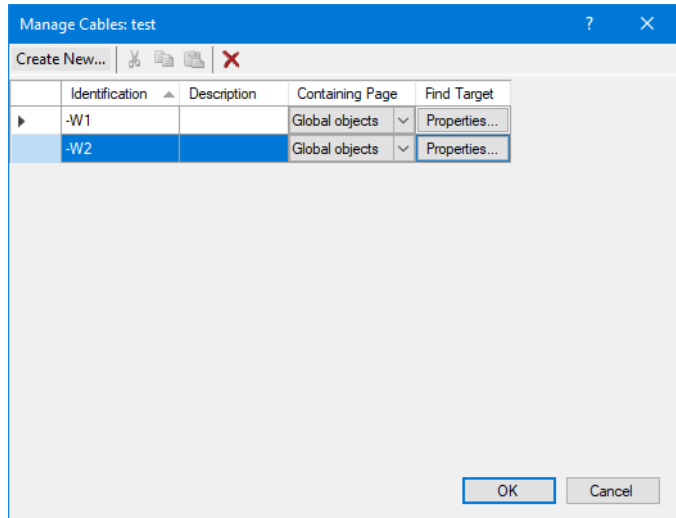 Manage Cables: test
Create New...
Identification Description Containing Page Find Target
-W1 Global objects Properties...
-W2 Global objects Properties...
OK Cancel